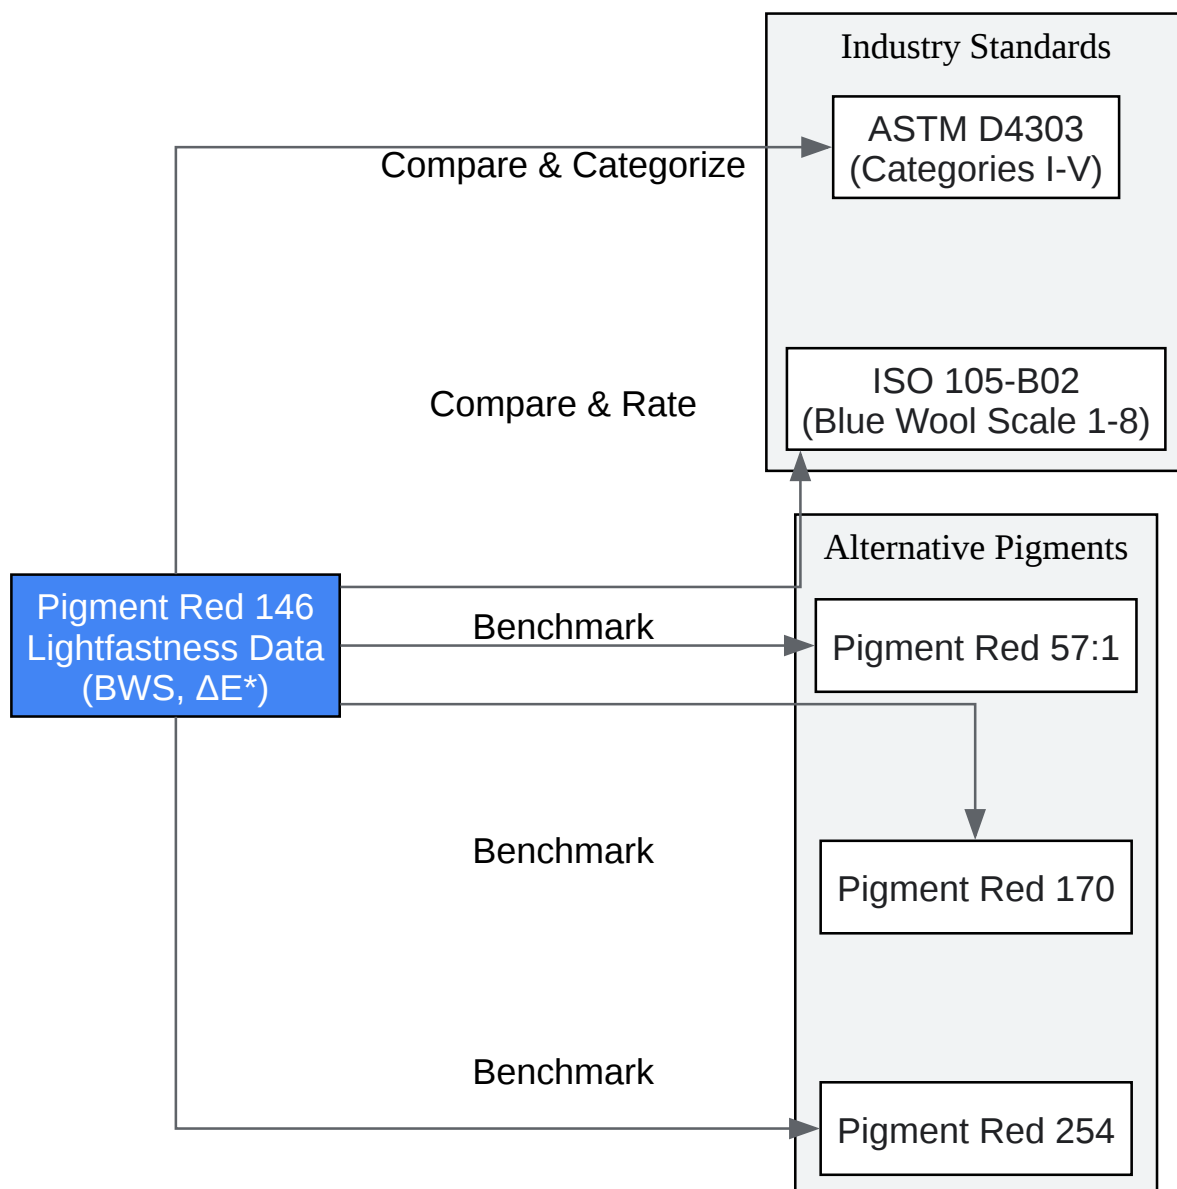 Industry Standards
ASTM D4303
(Categories I-V)
Compare & Categorize
ISO 105-B02
(Blue Wool Scale 1-8)
Compare & Rate
Alternative Pigments
Pigment Red 146
Lightfastness Data
(BWS, ΔE*)
Benchmark
Pigment Red 57:1
Benchmark
Pigment Red 170
Benchmark
Pigment Red 254